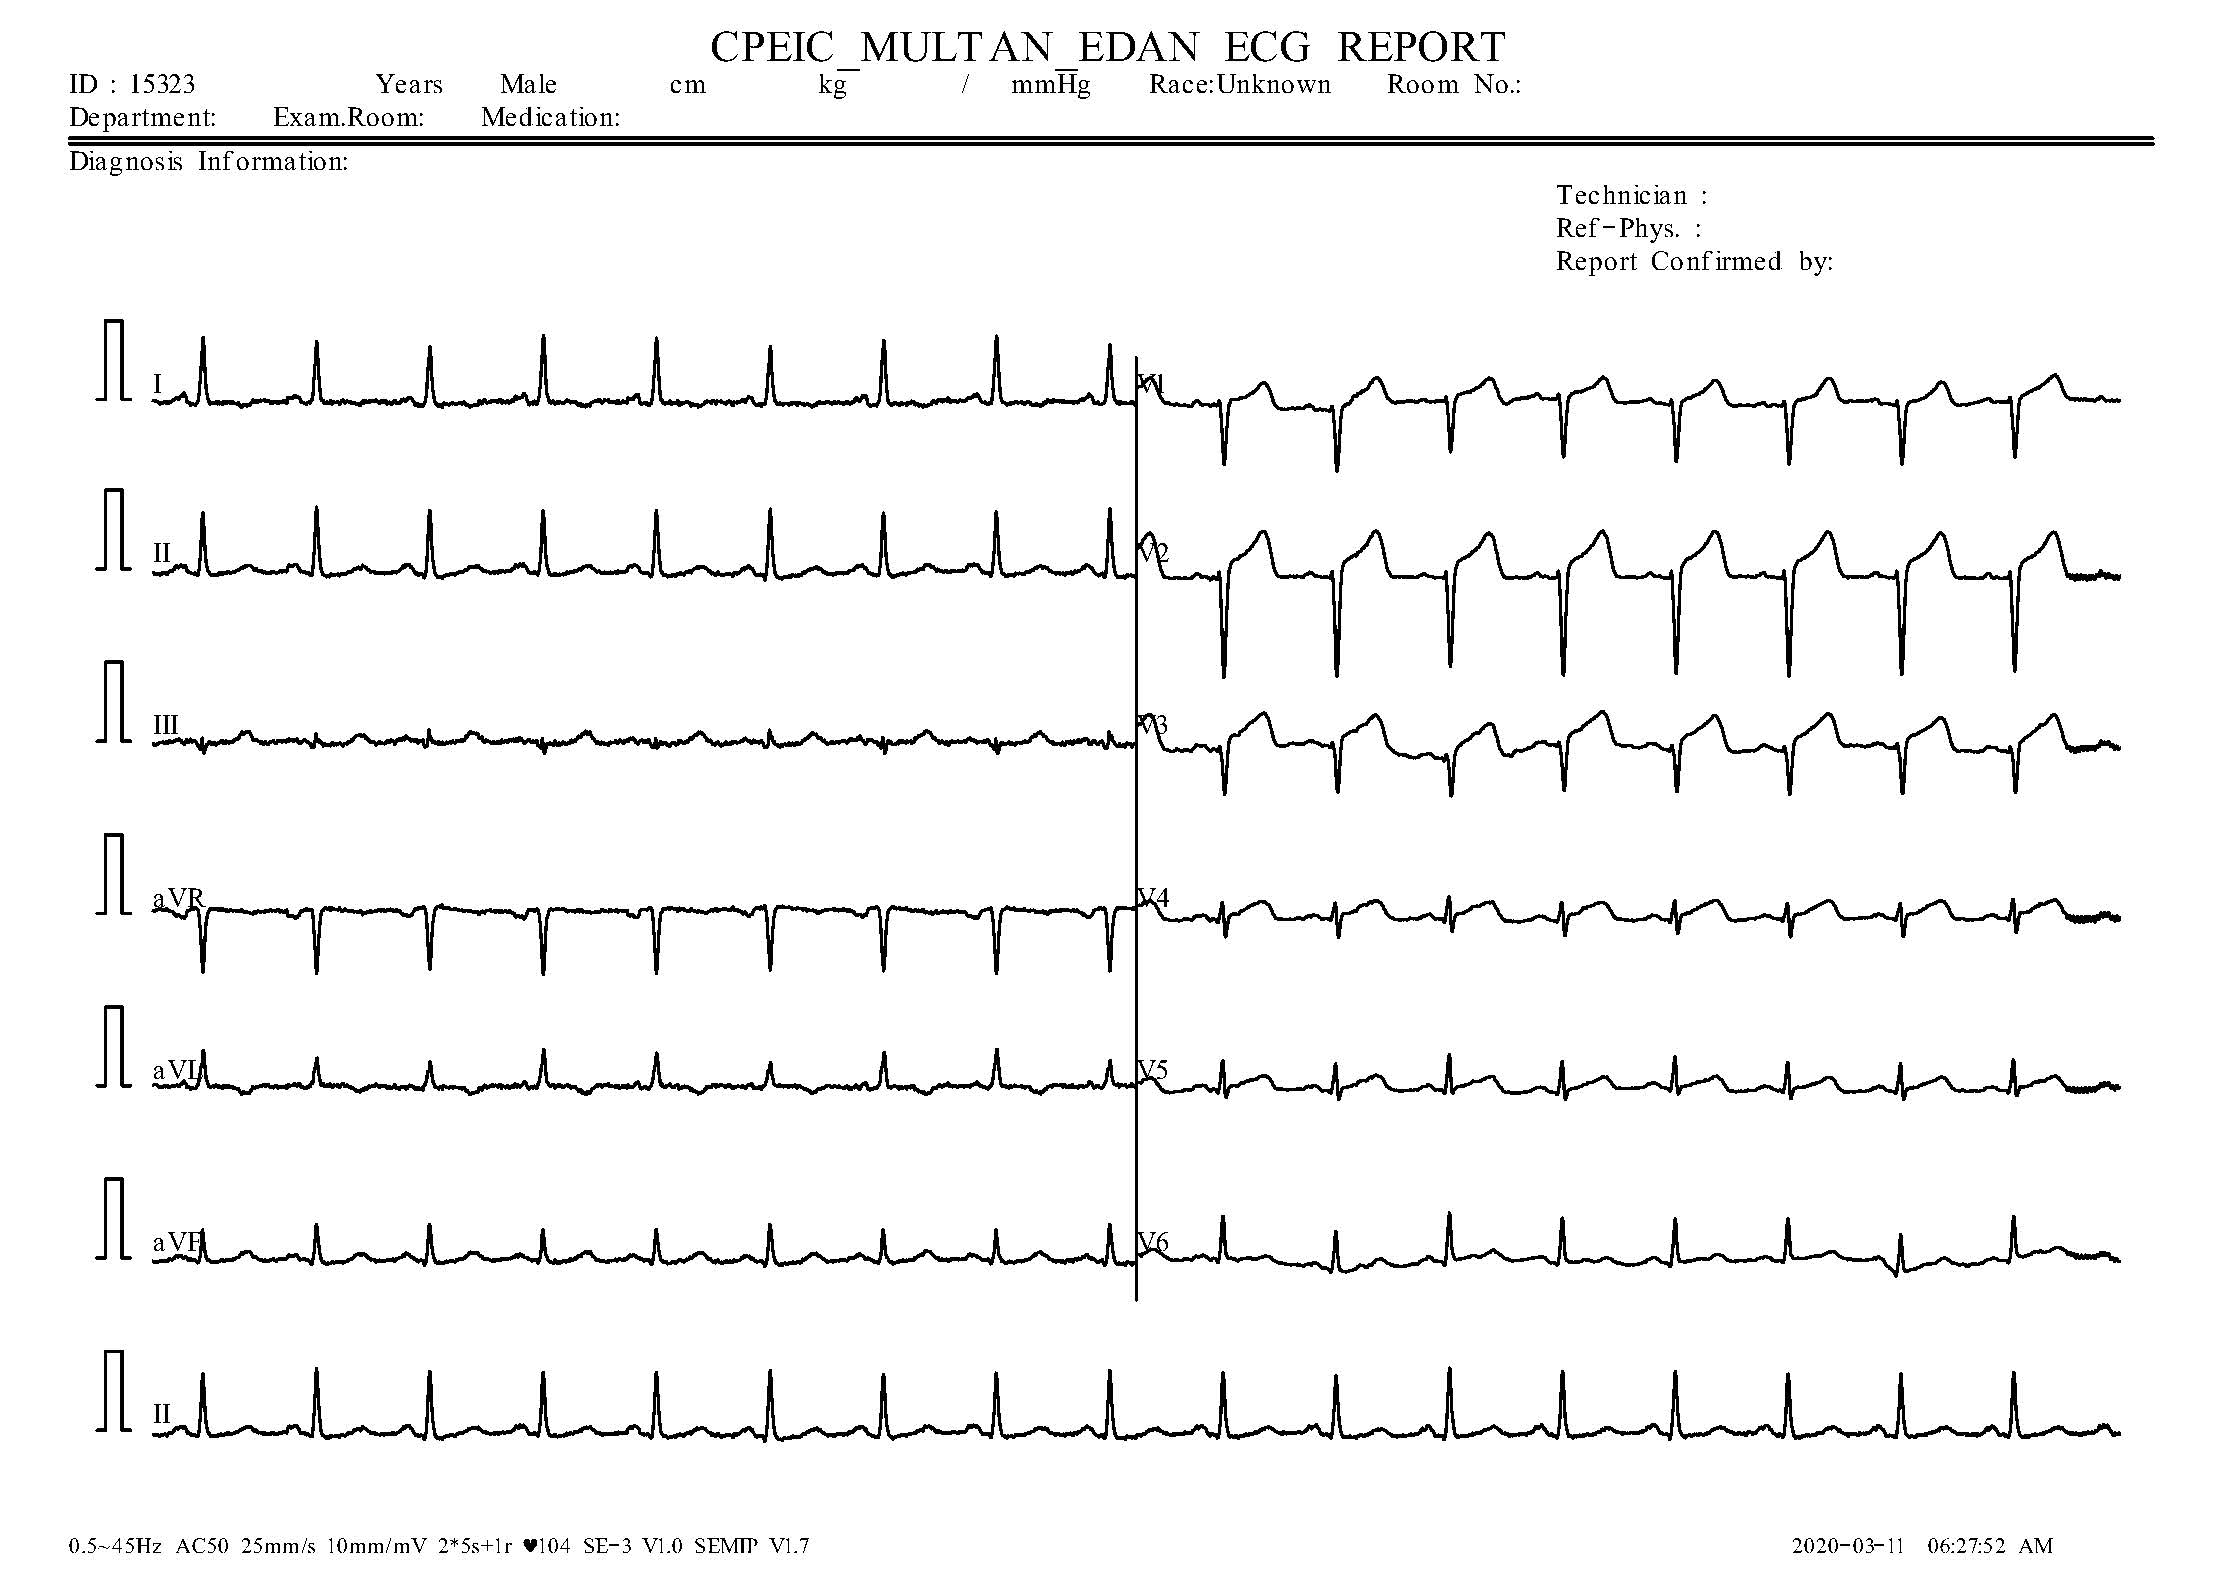 CPEIC_MULTAN_EDAN ECG REPORT
ID : 15323 Years Male cm kg / mmHg Race:Unknown Room No.:
Department: Exam.Room: Medication:
Diagnosis Information:
Technician :
Ref-Phys. :
Report Confirmed by:
I V1
II V2
III V3
aVR V4
aVL V5
aVF V6
II
0.5~45Hz AC50 25mm/s 10mm/mV 2*5s+1r ♥104 SE-3 V1.0 SEMIP V1.7 2020-03-11 06:27:52 AM